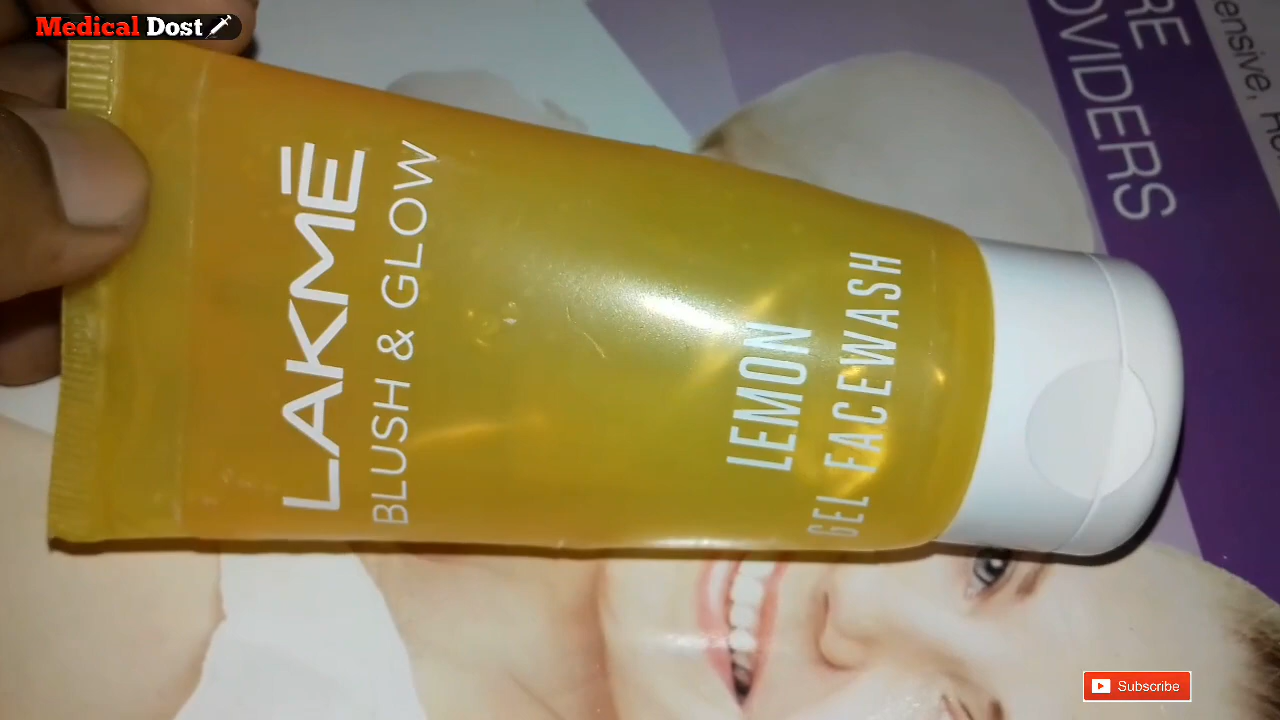 Medical Dost
LAKMĒ
BLUSH & GLOW
LEMON
GEL FACEWASH
RE
OVIDERS
ensive,
Subscribe